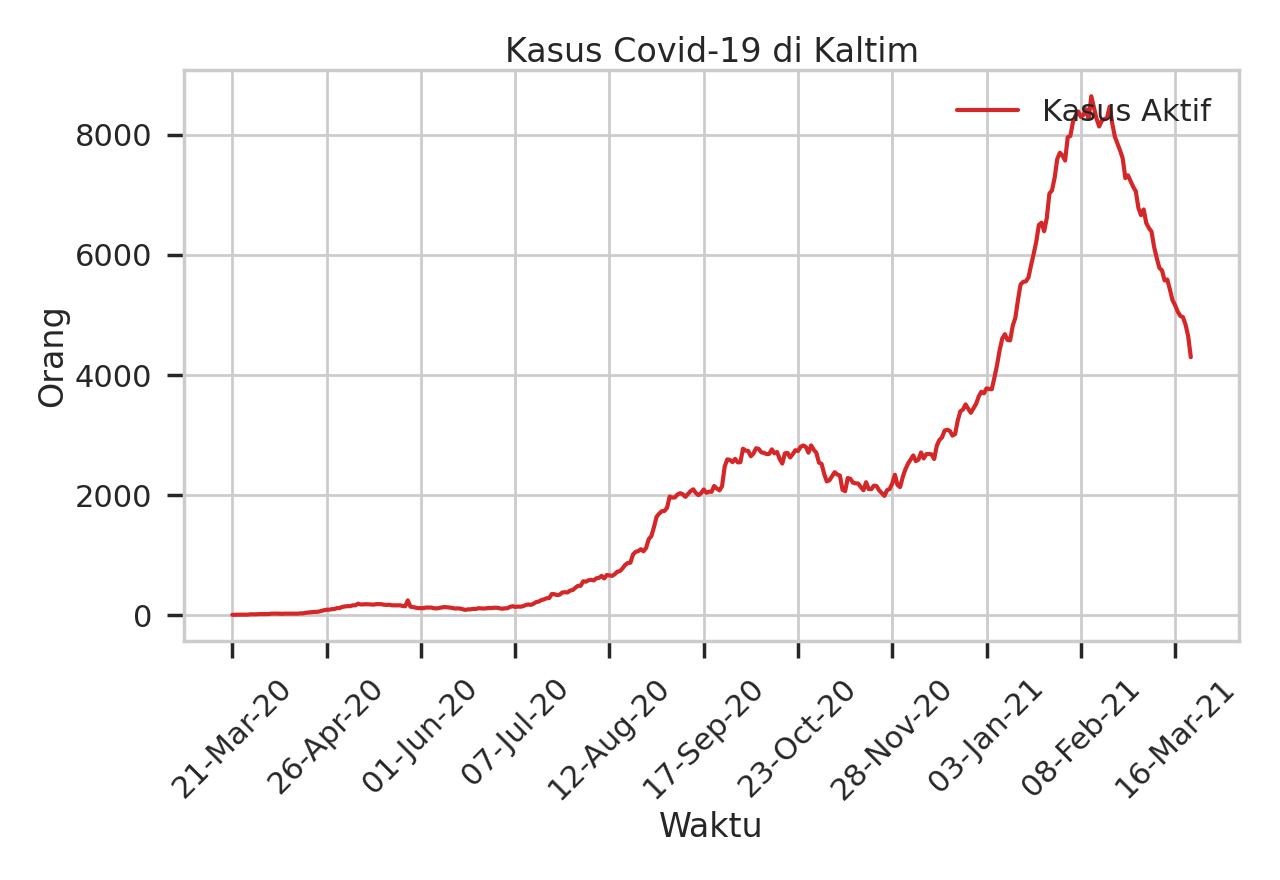 Kasus Covid-19 di Kaltim
Kasus Aktif
8000
6000
4000
2000
0
Orang
21-Mar-20
26-Apr-20
01-Jun-20
07-Jul-20
12-Aug-20
17-Sep-20
23-Oct-20
28-Nov-20
03-Jan-21
08-Feb-21
16-Mar-21
Waktu